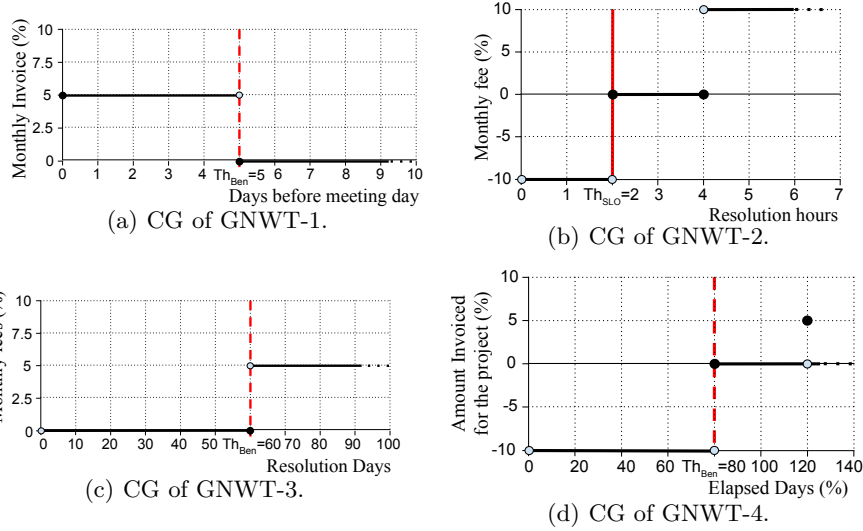 Monthly Invoice (%)
10
7.5
5
2.5
0
0 1 2 3 4 Th_Ben=5 6 7 8 9 10
Days before meeting day
(a) CG of GNWT-1.
Monthly fee (%)
10
5
0
-5
-10
0 1 Th_SLO=2 3 4 5 6 7
Resolution hours
(b) CG of GNWT-2.
fees (%)
10
7.5
5
2.5
0
0 10 20 30 40 50 Th_Ben=60 70 80 90 100
Resolution Days
(c) CG of GNWT-3.
Amount Invoiced
for the project (%)
10
5
0
-5
-10
0 20 40 60 Th_Ben=80 100 120 140
Elapsed Days (%)
(d) CG of GNWT-4.